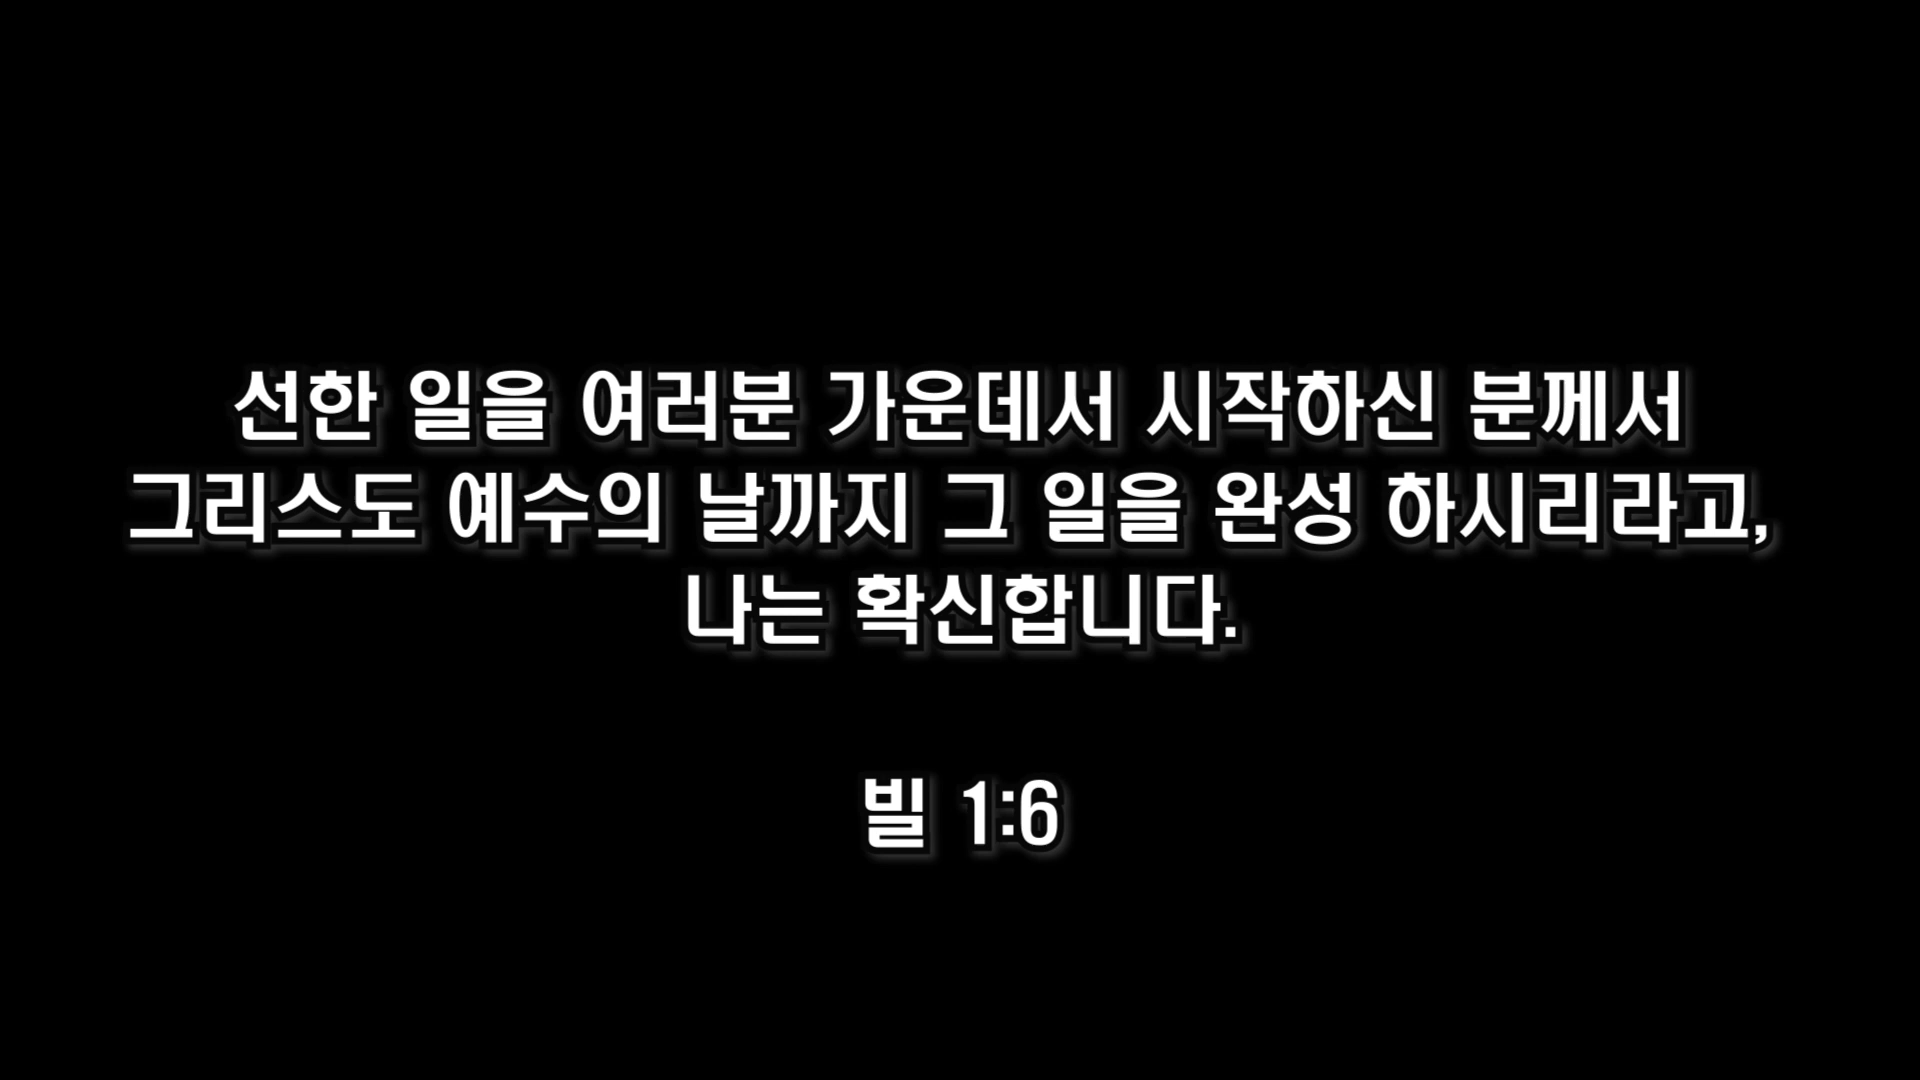 선한 일을 여러분 가운데서 시작하신 분께서
그리스도 예수의 날까지 그 일을 완성 하시리라고,
나는 확신합니다.
빌 1:6